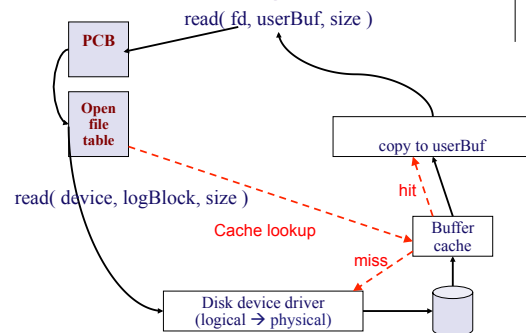 read( fd, userBuf, size )
PCB
Open
file
table
copy to userBuf
read( device, logBlock, size )
hit
Cache lookup
Buffer
cache
miss
Disk device driver
(logical → physical)